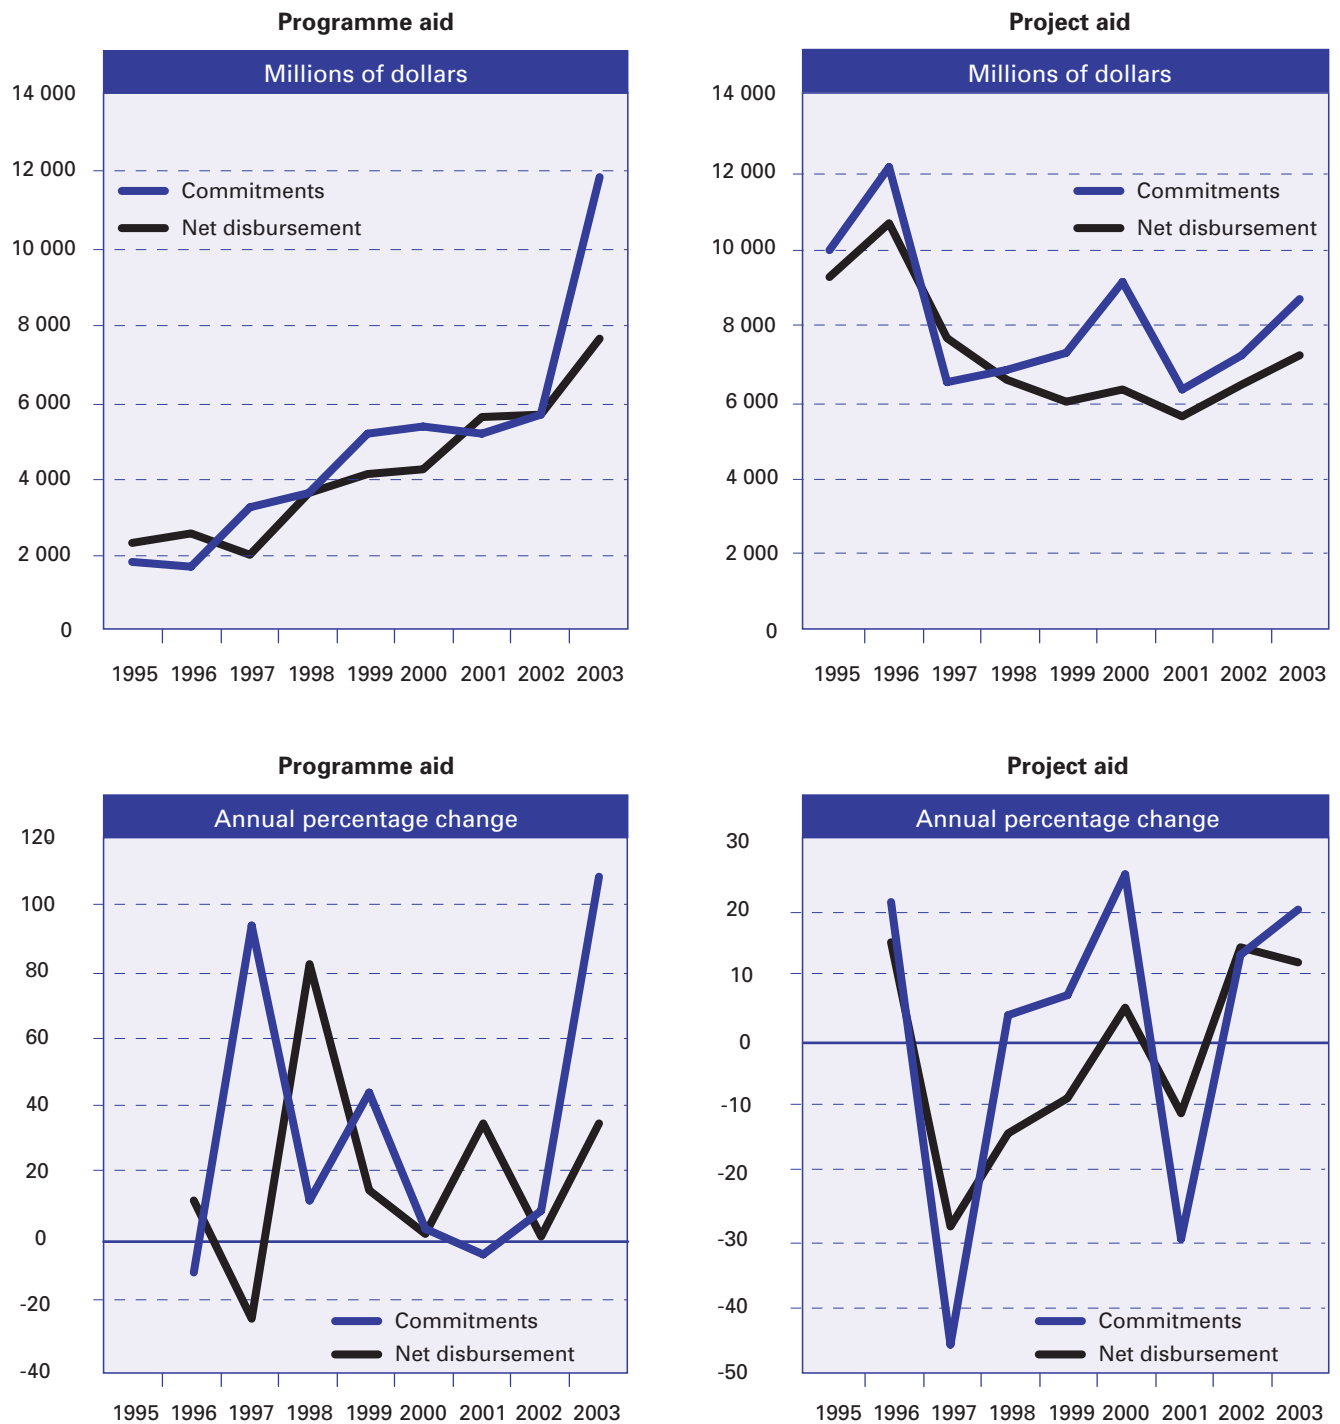 Programme aid
Millions of dollars
14 000
12 000
10 000
8 000
6 000
4 000
2 000
0
Commitments
Net disbursement
1995 1996 1997 1998 1999 2000 2001 2002 2003
Project aid
Millions of dollars
14 000
12 000
10 000
8 000
6 000
4 000
2 000
0
Commitments
Net disbursement
1995 1996 1997 1998 1999 2000 2001 2002 2003
Programme aid
Annual percentage change
120
100
80
60
40
20
0
-20
-40
Commitments
Net disbursement
1995 1996 1997 1998 1999 2000 2001 2002 2003
Project aid
Annual percentage change
30
20
10
0
-10
-20
-30
-40
-50
Commitments
Net disbursement
1995 1996 1997 1998 1999 2000 2001 2002 2003